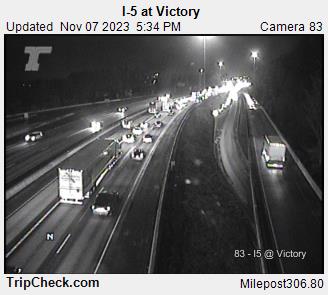 I-5 at Victory
Updated Nov 07 2023 5:34 PM Camera 83
T
N
83 - I5 @ Victory
TripCheck.com Milepost306.80